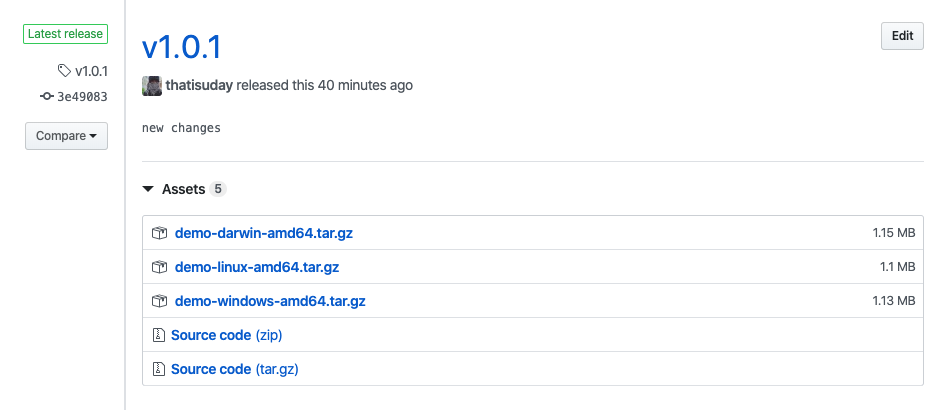 Latest release
v1.0.1
3e49083
Compare
v1.0.1
Edit
thatisuday released this 40 minutes ago
new changes
Assets 5
demo-darwin-amd64.tar.gz 1.15 MB
demo-linux-amd64.tar.gz 1.1 MB
demo-windows-amd64.tar.gz 1.13 MB
Source code (zip)
Source code (tar.gz)